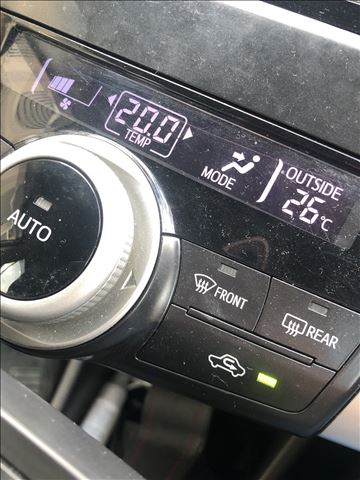 20.0
TEMP
MODE
OUTSIDE
26°C
AUTO
FRONT
REAR